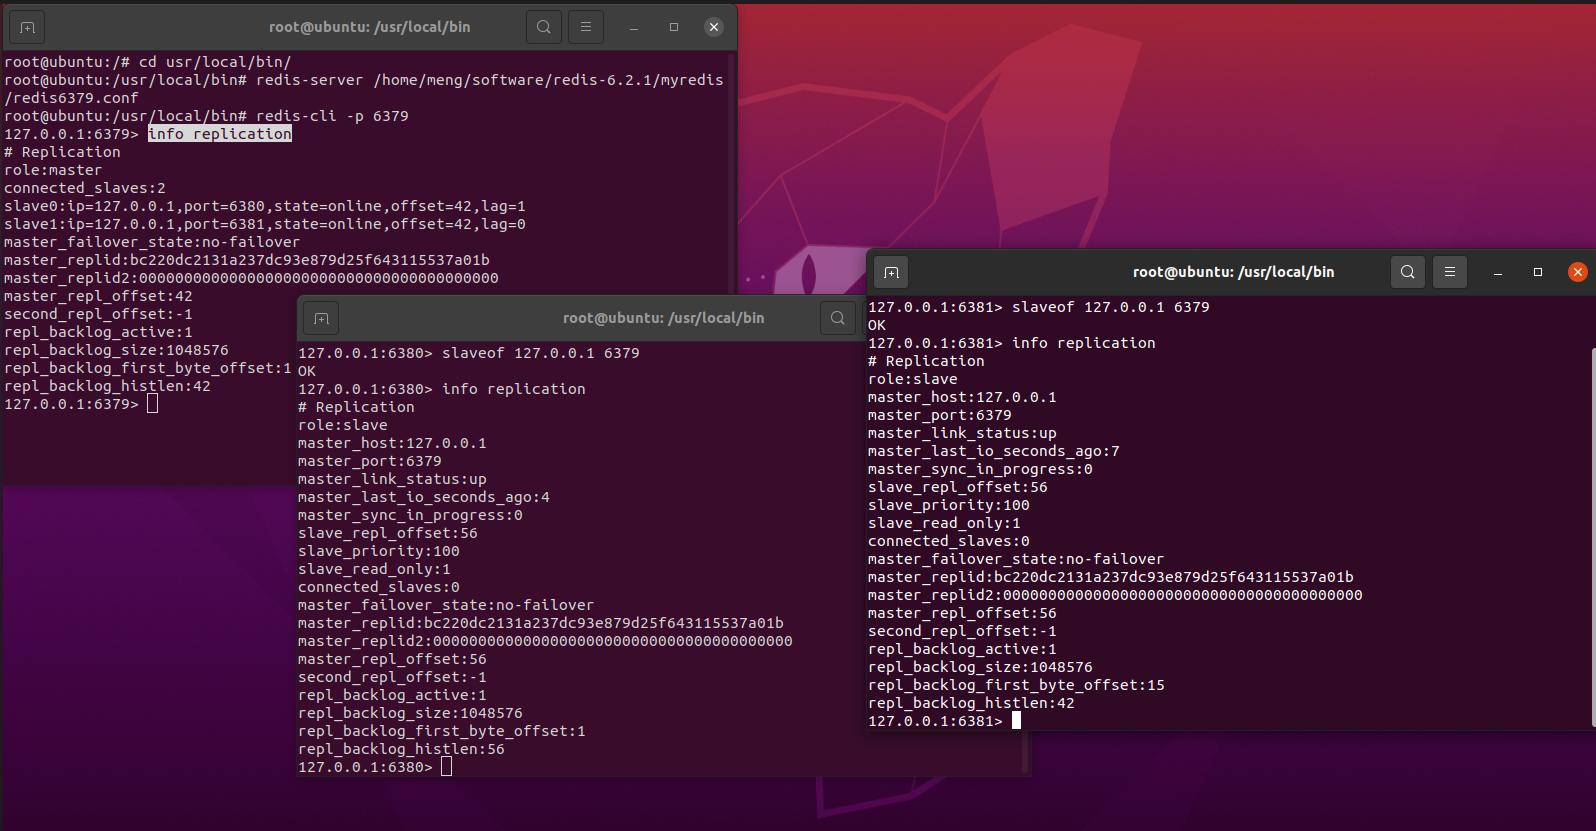 root@ubuntu: /usr/local/bin
root@ubuntu:/# cd usr/local/bin/
root@ubuntu:/usr/local/bin# redis-server /home/meng/software/redis-6.2.1/myredis
/redis6379.conf
root@ubuntu:/usr/local/bin# redis-cli -p 6379
127.0.0.1:6379> info replication
# Replication
role:master
connected_slaves:2
slave0:ip=127.0.0.1,port=6380,state=online,offset=42,lag=1
slave1:ip=127.0.0.1,port=6381,state=online,offset=42,lag=0
master_failover_state:no-failover
master_replid:bc220dc2131a237dc93e879d25f643115537a01b
master_replid2:0000000000000000000000000000000000000000
master_repl_offset:42
second_repl_offset:-1
repl_backlog_active:1
repl_backlog_size:1048576
repl_backlog_first_byte_offset:1
repl_backlog_histlen:42
127.0.0.1:6379>
root@ubuntu: /usr/local/bin
127.0.0.1:6380> slaveof 127.0.0.1 6379
OK
127.0.0.1:6380> info replication
# Replication
role:slave
master_host:127.0.0.1
master_port:6379
master_link_status:up
master_last_io_seconds_ago:4
master_sync_in_progress:0
slave_repl_offset:56
slave_priority:100
slave_read_only:1
connected_slaves:0
master_failover_state:no-failover
master_replid:bc220dc2131a237dc93e879d25f643115537a01b
master_replid2:0000000000000000000000000000000000000000
master_repl_offset:56
second_repl_offset:-1
repl_backlog_active:1
repl_backlog_size:1048576
repl_backlog_first_byte_offset:1
repl_backlog_histlen:56
127.0.0.1:6380>
root@ubuntu: /usr/local/bin
127.0.0.1:6381> slaveof 127.0.0.1 6379
OK
127.0.0.1:6381> info replication
# Replication
role:slave
master_host:127.0.0.1
master_port:6379
master_link_status:up
master_last_io_seconds_ago:7
master_sync_in_progress:0
slave_repl_offset:56
slave_priority:100
slave_read_only:1
connected_slaves:0
master_failover_state:no-failover
master_replid:bc220dc2131a237dc93e879d25f643115537a01b
master_replid2:0000000000000000000000000000000000000000
master_repl_offset:56
second_repl_offset:-1
repl_backlog_active:1
repl_backlog_size:1048576
repl_backlog_first_byte_offset:15
repl_backlog_histlen:42
127.0.0.1:6381>